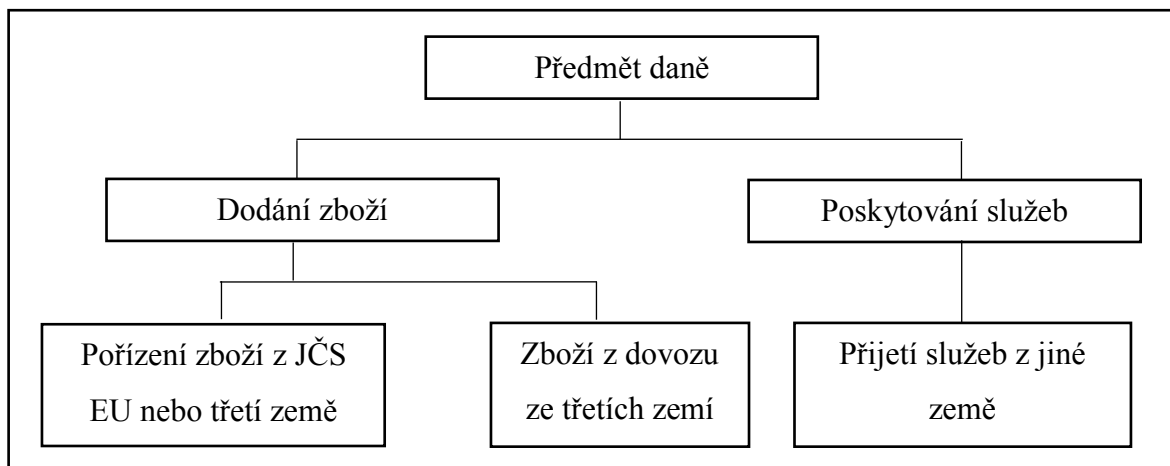 Předmět daně
Dodání zboží
Poskytování služeb
Pořízení zboží z JČS
EU nebo třetí země
Zboží z dovozu
ze třetích zemí
Přijetí služeb z jiné
země